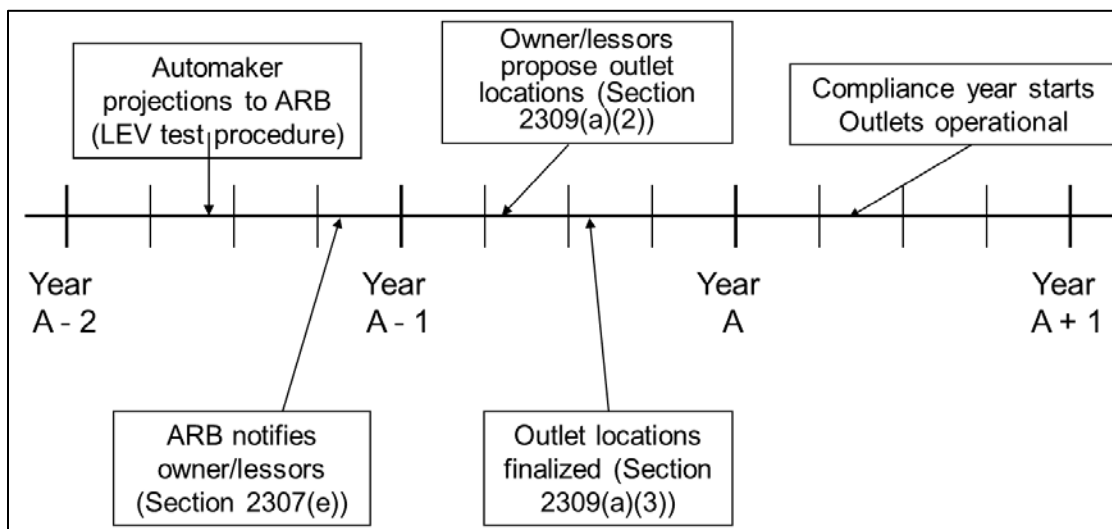 Automaker
projections to ARB
(LEV test procedure)
Owner/lessors
propose outlet
locations (Section
2309(a)(2))
Compliance year starts
Outlets operational
Year
A - 2
Year
A - 1
Year
A
Year
A + 1
ARB notifies
owner/lessors
(Section 2307(e))
Outlet locations
finalized (Section
2309(a)(3))